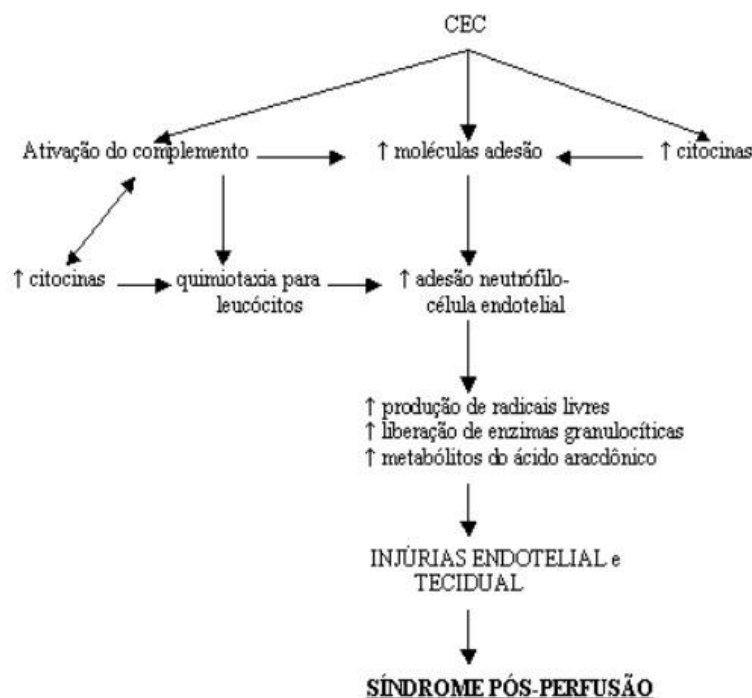 CEC
Ativação do complemento
↑ moléculas adesão
↑ citocinas
↑ citocinas
quimiotaxia para
leucócitos
↑ adesão neutrófilo-
célula endotelial
↑ produção de radicais livres
↑ liberação de enzimas granulocíticas
↑ metabólitos do ácido aracdônico
INJÚRIAS ENDOTELIAL e
TECIDUAL
SÍNDROME PÓS-PERFUSÃO